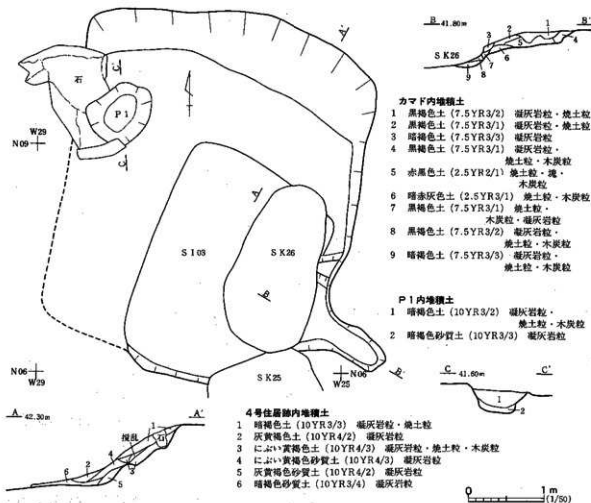 A'
石
C
P1
N09
W29
C'
A
SI03
SK26
B
B'
N06
W29
SK25
N06
W25
B 41.80m B'
1
2
3
4
5
6
7
8
9
SK26
カマド内堆積土
1 黒褐色土 (7.5YR3/2) 凝灰岩粒・焼土粒
2 黒褐色土 (7.5YR3/1) 凝灰岩粒・焼土粒
3 暗褐色土 (7.5YR3/3) 凝灰岩粒
4 黒褐色土 (7.5YR3/1) 凝灰岩粒・
焼土粒・木炭粒
5 赤黒色土 (2.5YR2/1) 焼土粒・塊・
木炭粒
6 暗赤灰色土 (2.5YR3/1) 焼土粒・木炭粒
7 黒褐色土 (7.5YR3/1) 焼土粒・
木炭粒・凝灰岩粒
8 黒褐色土 (7.5YR3/2) 凝灰岩粒・
焼土粒・木炭粒
9 暗褐色土 (7.5YR3/3) 凝灰岩粒・
焼土粒・木炭粒
P1内堆積土
1 暗褐色土 (10YR3/2) 凝灰岩粒・
焼土粒・木炭粒
2 暗褐色砂質土 (10YR3/3) 凝灰岩粒
C 41.60m C'
1
2
A 42.30m A'
撹乱
4号住居跡内堆積土
1 暗褐色土 (10YR3/3) 凝灰岩粒・焼土粒
2 灰黄褐色土 (10YR4/2) 凝灰岩粒
3 にぶい黄褐色土 (10YR4/3) 凝灰岩粒・焼土粒・木炭粒
4 にぶい黄褐色砂質土 (10YR4/3) 凝灰岩粒
5 灰黄褐色砂質土 (10YR4/2) 凝灰岩粒
6 暗褐色砂質土 (10YR3/4) 凝灰岩粒
0 1m
(1/50)